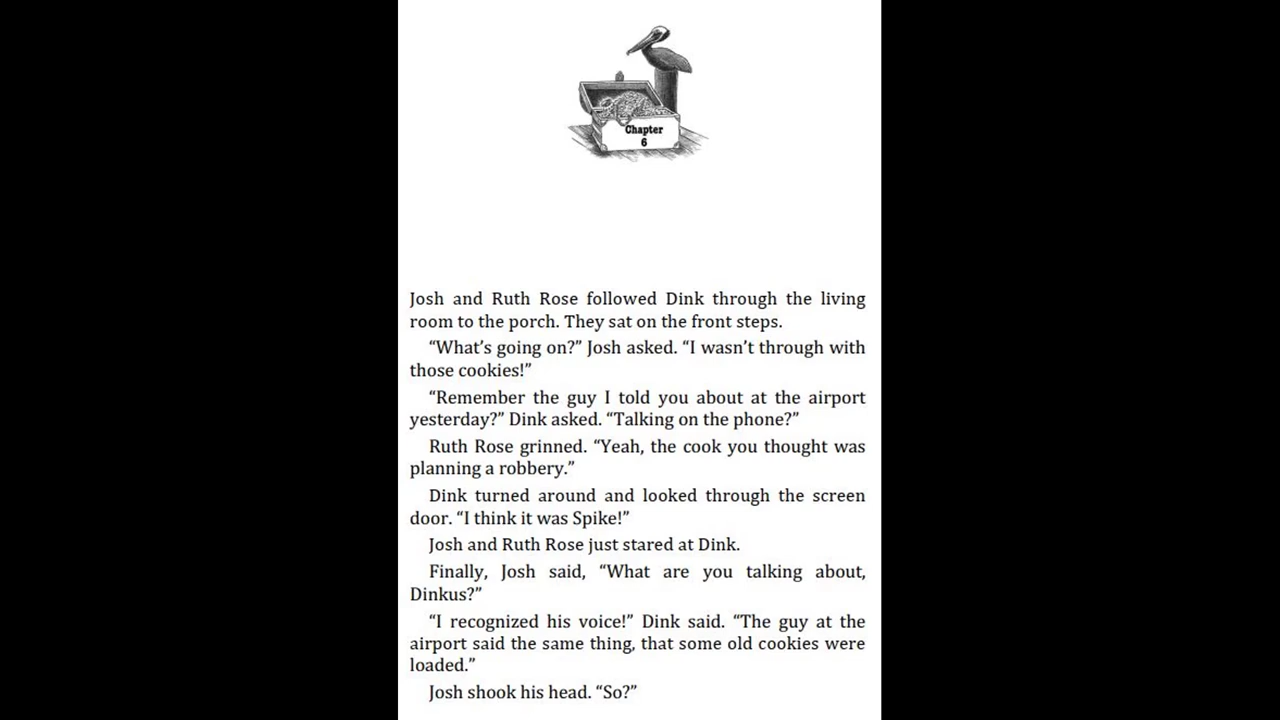 Chapter
6
Josh and Ruth Rose followed Dink through the living
room to the porch. They sat on the front steps.
“What’s going on?” Josh asked. “I wasn’t through with
those cookies!”
“Remember the guy I told you about at the airport
yesterday?” Dink asked. “Talking on the phone?”
Ruth Rose grinned. “Yeah, the cook you thought was
planning a robbery.”
Dink turned around and looked through the screen
door. “I think it was Spike!”
Josh and Ruth Rose just stared at Dink.
Finally, Josh said, “What are you talking about,
Dinkus?”
“I recognized his voice!” Dink said. “The guy at the
airport said the same thing, that some old cookies were
loaded.”
Josh shook his head. “So?”